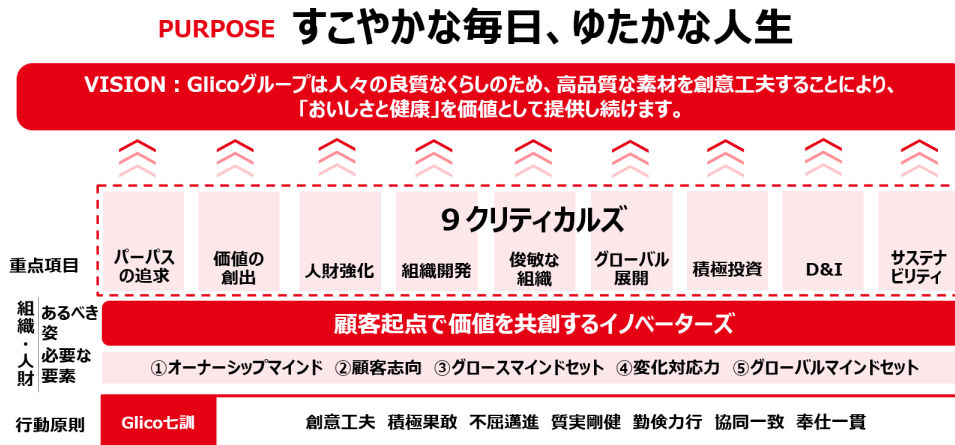 PURPOSE すこやかな毎日、ゆたかな人生
VISION：Glicoグループは人々の良質なくらしのため、高品質な素材を創意工夫することにより、
「おいしさと健康」を価値として提供し続けます。
9クリティカルズ
重点項目
パーパス
の追求
価値の
創出
人財強化
組織開発
俊敏な
組織
グローバル
展開
積極投資
D&I
サステナ
ビリティ
組織・人財
あるべき
姿
顧客起点で価値を共創するイノベーターズ
必要な
要素
①オーナーシップマインド ②顧客志向 ③グロースマインドセット ④変化対応力 ⑤グローバルマインドセット
行動原則
Glico七訓
創意工夫 積極果敢 不屈邁進 質実剛健 勤倹力行 協同一致 奉仕一貫